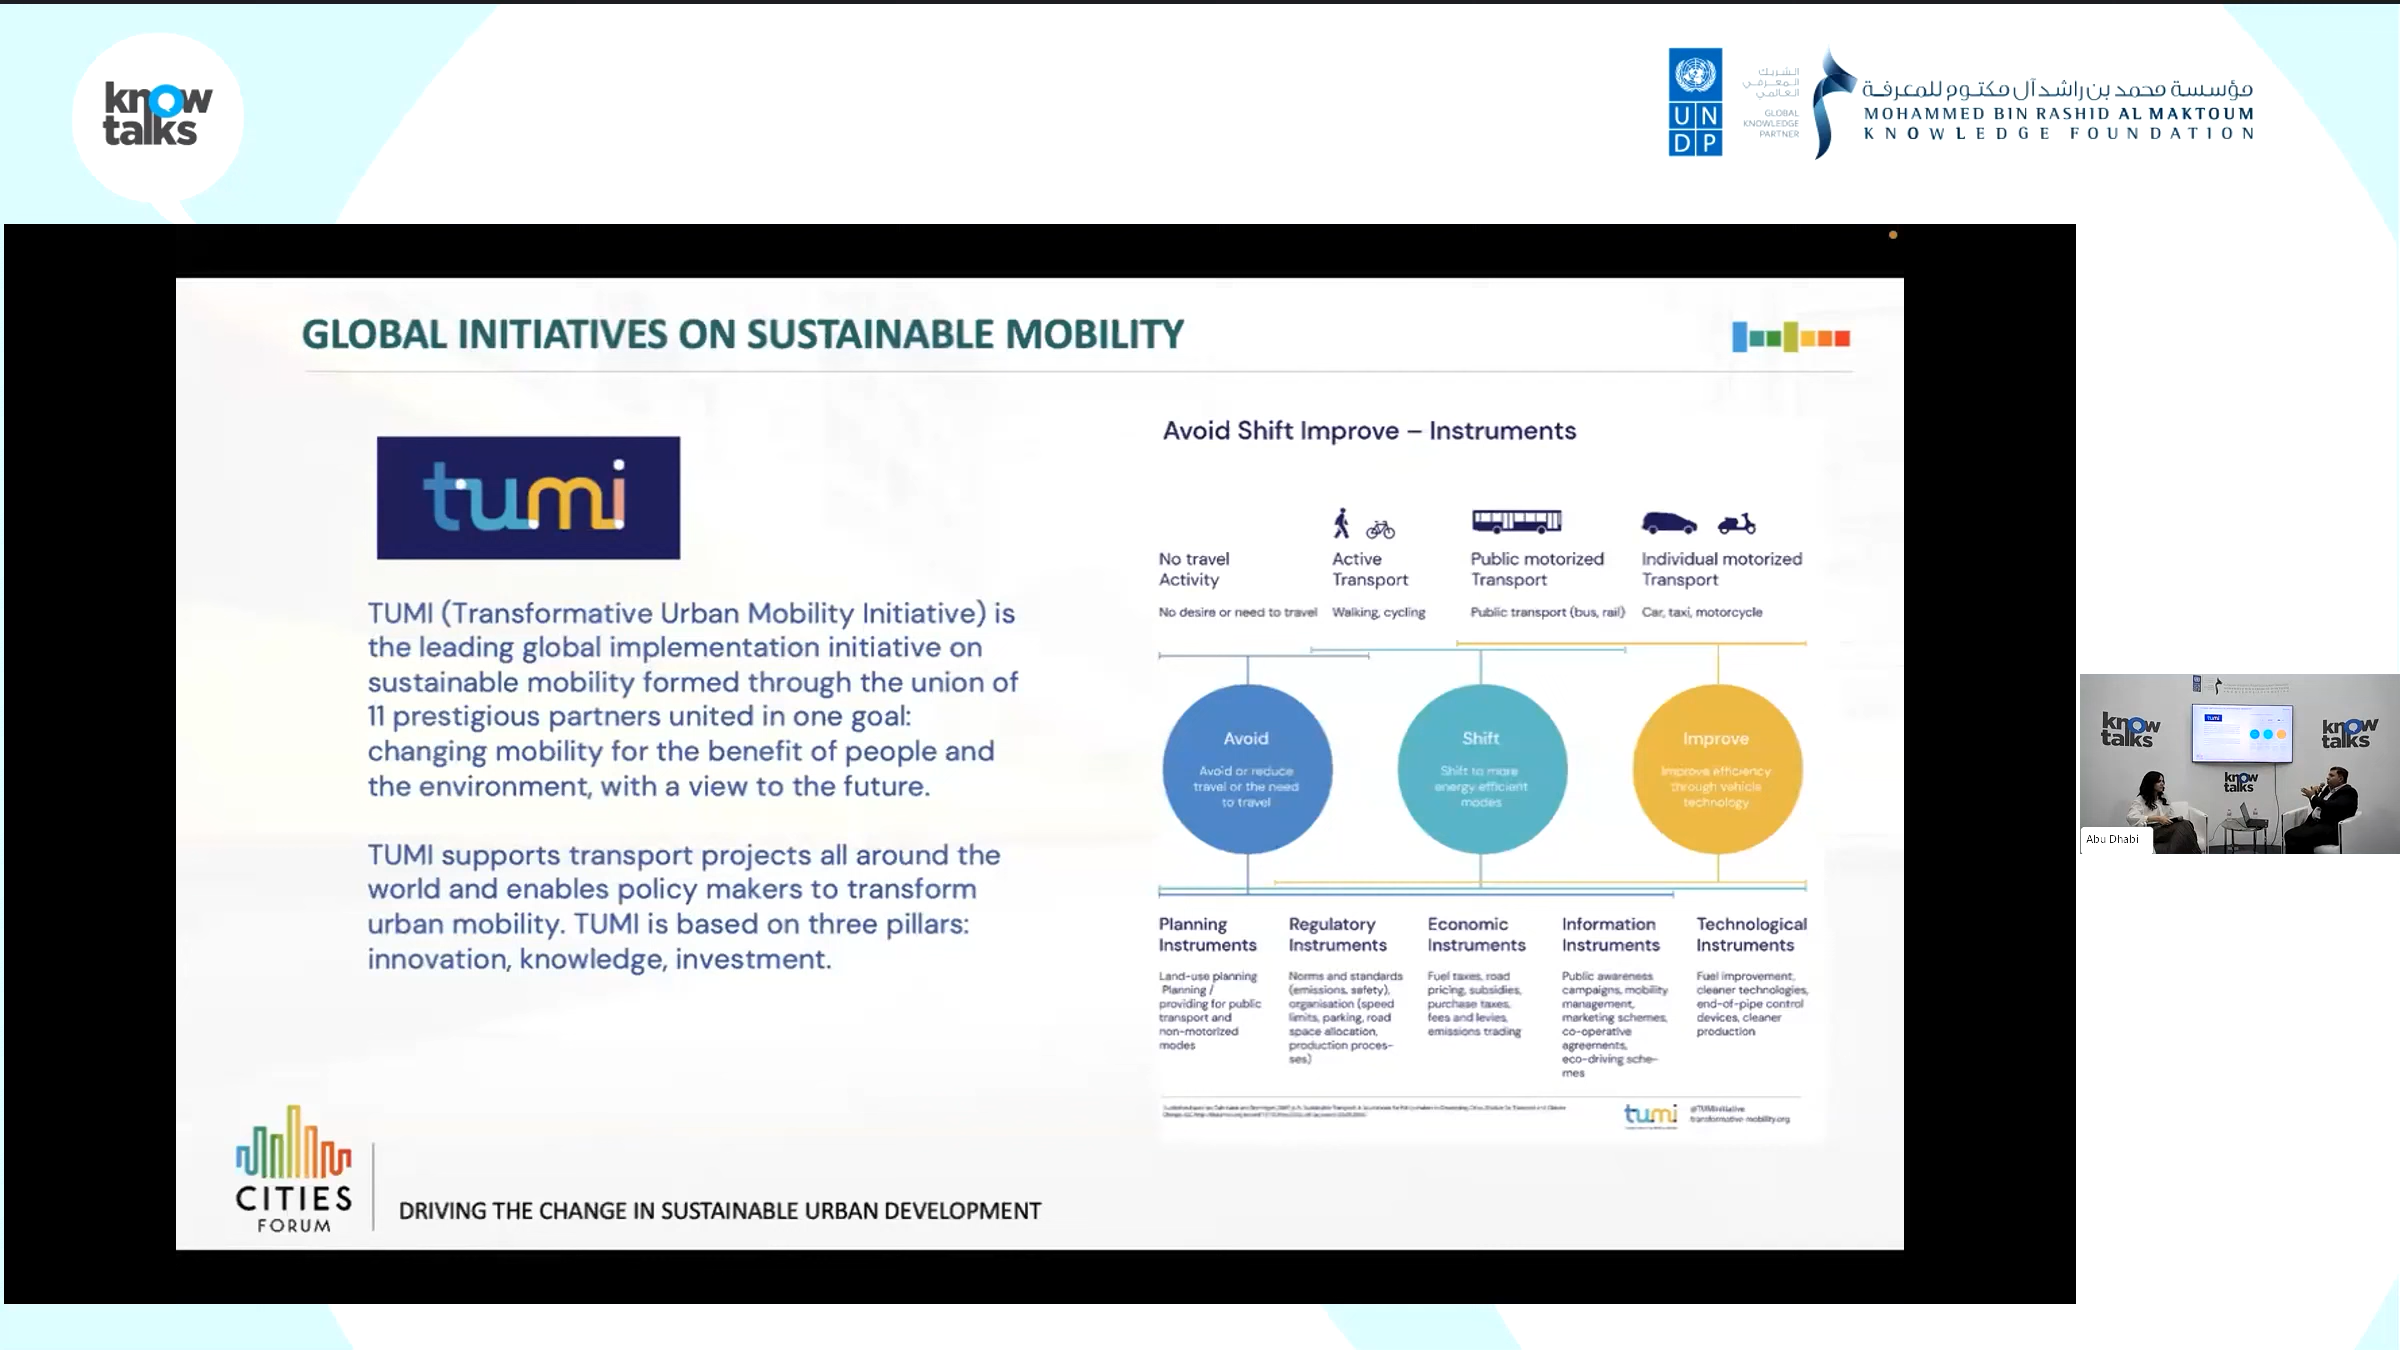 know
talks
UN
DP
الشريك
المعرفي
العالمي
GLOBAL
KNOWLEDGE
PARTNER
مؤسسة محمد بن راشد آل مكتوم للمعرفة
MOHAMMED BIN RASHID AL MAKTOUM
KNOWLEDGE FOUNDATION
GLOBAL INITIATIVES ON SUSTAINABLE MOBILITY
tumi
TUMI (Transformative Urban Mobility Initiative) is
the leading global implementation initiative on
sustainable mobility formed through the union of
11 prestigious partners united in one goal:
changing mobility for the benefit of people and
the environment, with a view to the future.
TUMI supports transport projects all around the
world and enables policy makers to transform
urban mobility. TUMI is based on three pillars:
innovation, knowledge, investment.
Avoid Shift Improve – Instruments
No travel
Activity
No desire or need to travel
Active
Transport
Walking, cycling
Public motorized
Transport
Public transport (bus, rail)
Individual motorized
Transport
Car, taxi, motorcycle
Avoid
Avoid or reduce
travel or the need
to travel
Shift
Shift to more
energy efficient
modes
Improve
Improve efficiency
through vehicle
technology
Planning
Instruments
Land-use planning
Planning /
providing for public
transport and
non-motorized
modes
Regulatory
Instruments
Norms and standards
(emissions, safety),
organisation (speed
limits, parking, road
space allocation,
production proces-
ses)
Economic
Instruments
Fuel taxes, road
pricing, subsidies,
purchase taxes,
fees and levies,
emissions trading
Information
Instruments
Public awareness
campaigns, mobility
management,
marketing schemes,
co-operative
agreements,
eco-driving sche-
mes
Technological
Instruments
Fuel improvement,
cleaner technologies,
end-of-pipe control
devices, cleaner
production
tumi
@TUMInitiative
transformative-mobility.org
CITIES
FORUM
DRIVING THE CHANGE IN SUSTAINABLE URBAN DEVELOPMENT
know
talks
tumi
know
talks
know
talks
Abu Dhabi